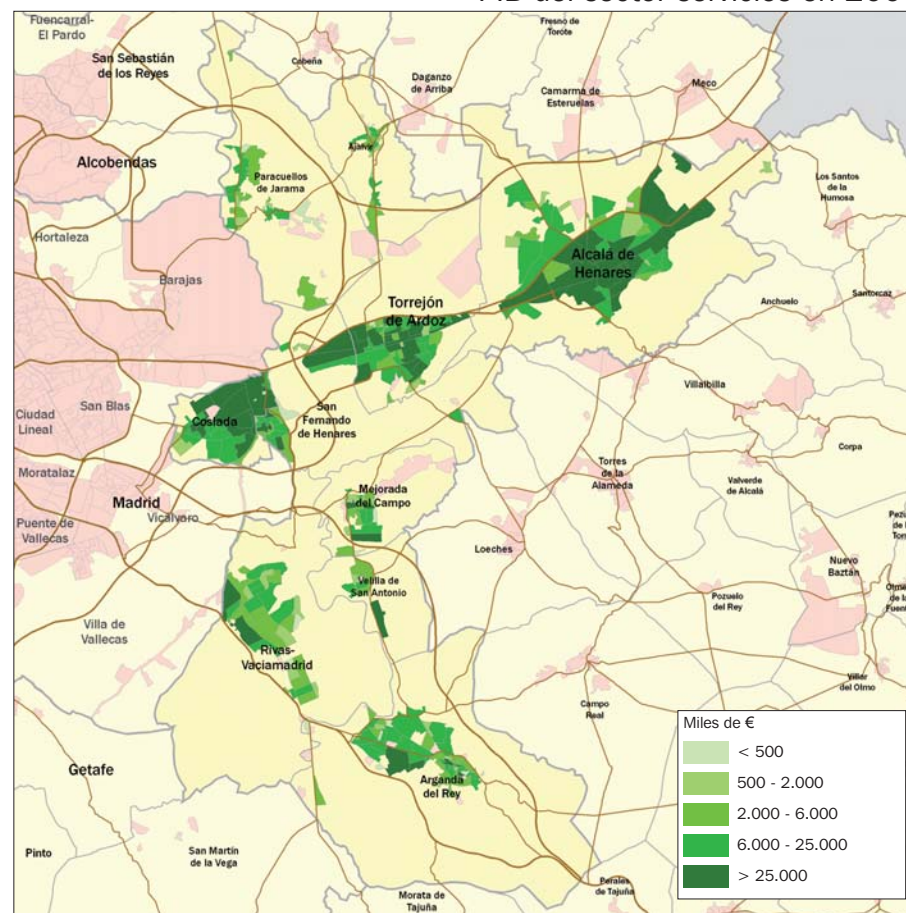 Fuencarral-
El Pardo
Fresno de
Torote
San Sebastián
de los Reyes
Cobeña
Daganzo
de Arriba
Camarma de
Esteruelas
Meco
Alcobendas
Ajalvir
Paracuellos
de Jarama
Los Santos
de la
Humosa
Hortaleza
Barajas
Alcalá de
Henares
Torrejón
de Ardoz
Anchuelo
Santorcaz
Villalbilla
Ciudad
Lineal
San Blas
Coslada
San
Fernando
de Henares
Corpa
Moratalaz
Torres
de la
Alameda
Valverde
de Alcalá
Madrid
Vicálvaro
Mejorada
del Campo
Puente de
Vallecas
Loeches
Nuevo
Baztán
Velilla de
San Antonio
Pozuelo
del Rey
Villa de
Vallecas
Rivas-
Vaciamadrid
Villar
del Olmo
Campo
Real
Getafe
Arganda
del Rey
Pinto
San Martín
de la Vega
Perales
de Tajuña
Morata de
Tajuña
Miles de €
< 500
500 - 2.000
2.000 - 6.000
6.000 - 25.000
> 25.000